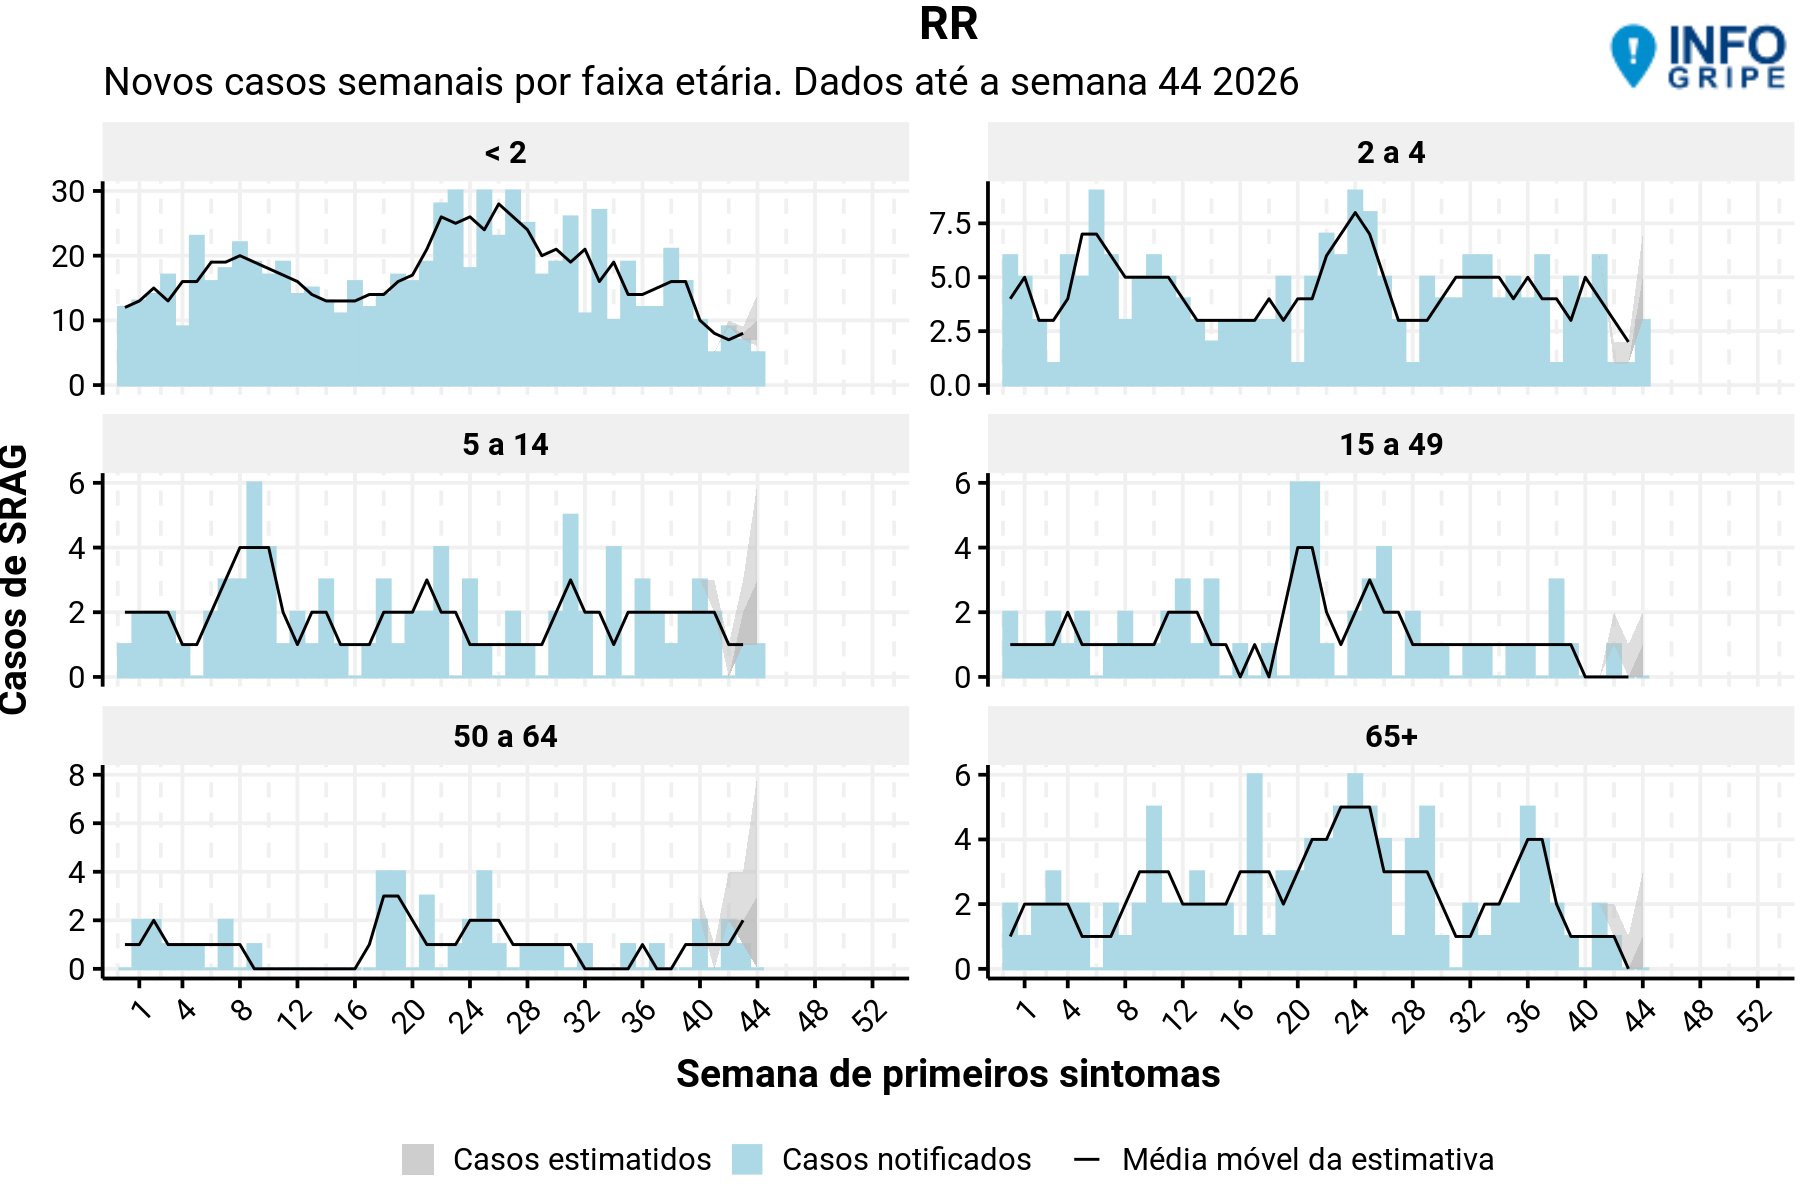 RR
INFO
GRIPE
Novos casos semanais por faixa etária. Dados até a semana 44 2026
< 2
2 a 4
30
20
10
0
7.5
5.0
2.5
0.0
5 a 14
15 a 49
6
4
2
0
6
4
2
0
50 a 64
65+
8
6
4
2
0
6
4
2
0
Casos de SRAG
1 4 8 12 16 20 24 28 32 36 40 44 48 52
1 4 8 12 16 20 24 28 32 36 40 44 48 52
Semana de primeiros sintomas
Casos estimatidos Casos notificados Média móvel da estimativa